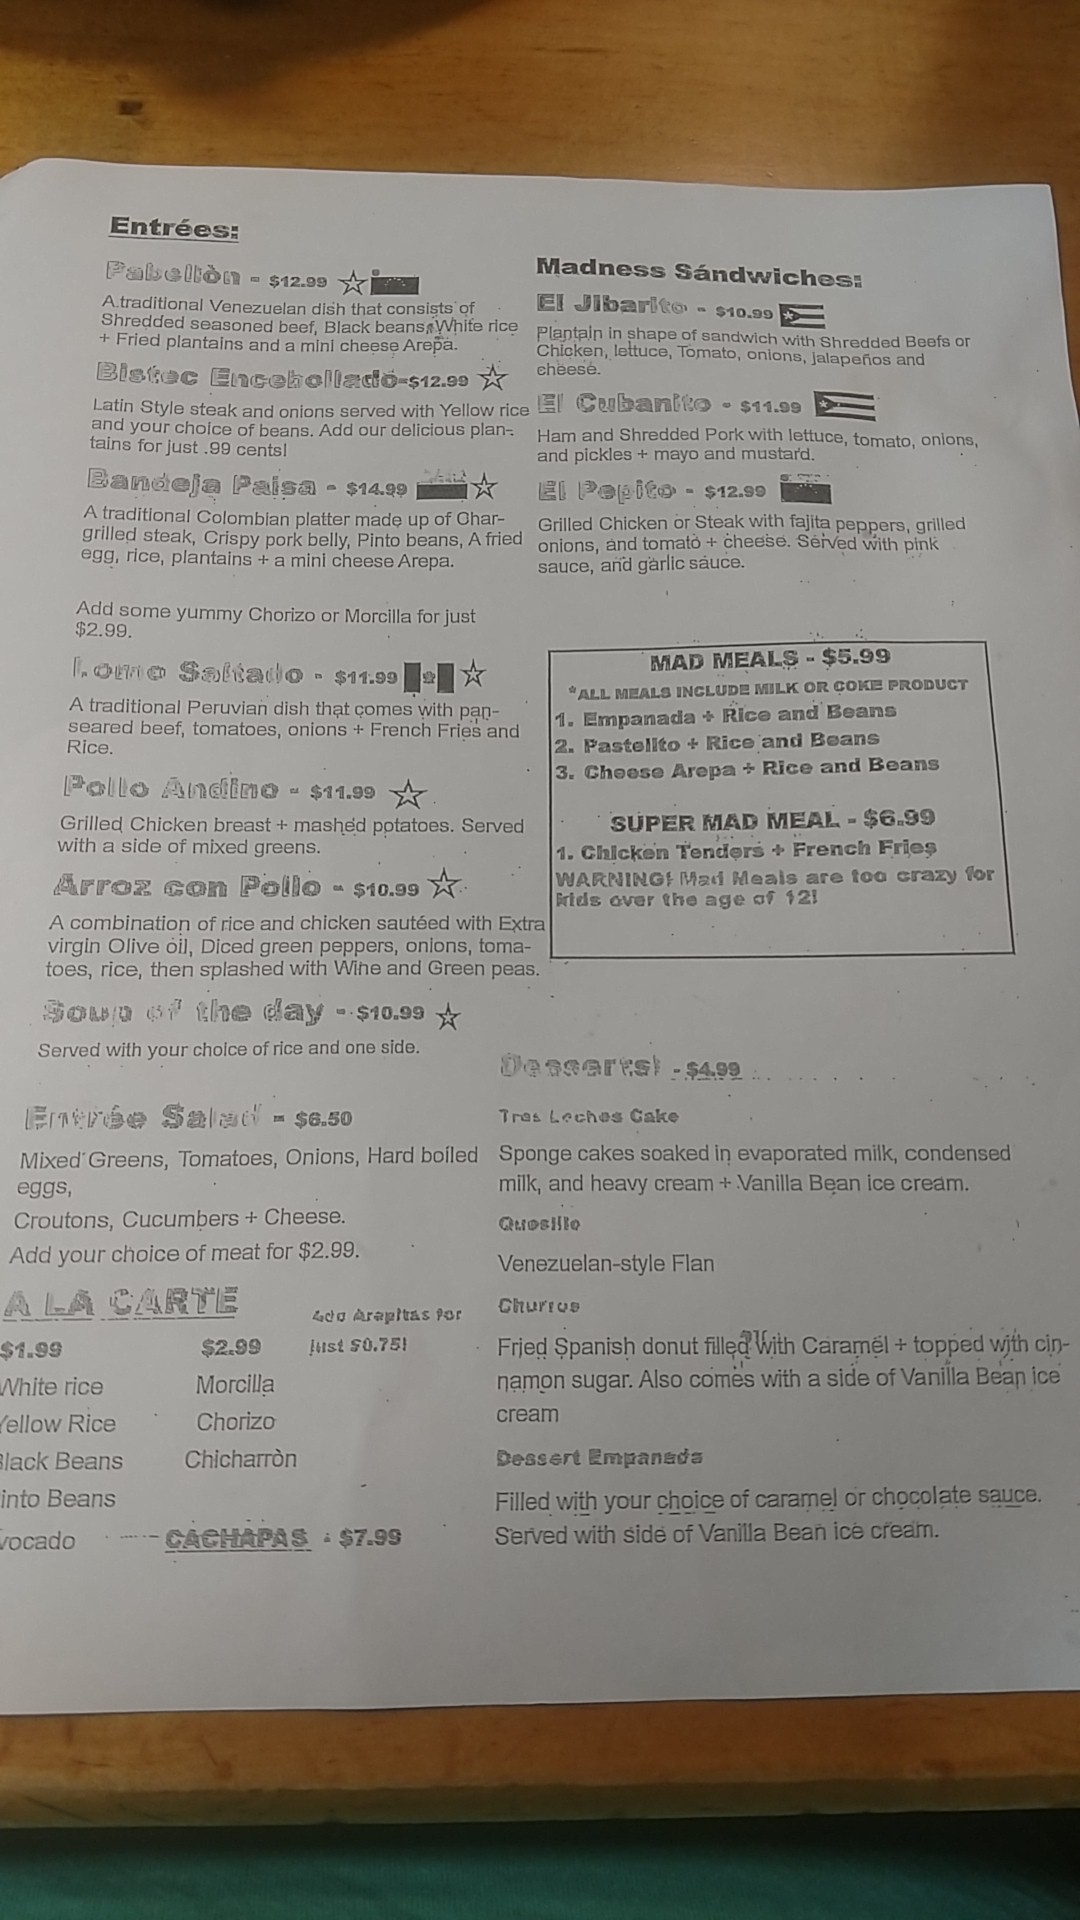 Entrées:
Pabellòn - $12.99
A traditional Venezuelan dish that consists of
Shredded seasoned beef, Black beans, White rice
+ Fried plantains and a mini cheese Arepa.
Bistec Encebollado-$12.99
Latin Style steak and onions served with Yellow rice
and your choice of beans. Add our delicious plan-
tains for just .99 cents!
Bandeja Paisa - $14.99
A traditional Colombian platter made up of Char-
grilled steak, Crispy pork belly, Pinto beans, A fried
egg, rice, plantains + a mini cheese Arepa.
Add some yummy Chorizo or Morcilla for just
$2.99.
Lomo Saltado - $11.99
A traditional Peruvian dish that comes with pan-
seared beef, tomatoes, onions + French Fries and
Rice.
Pollo Andino - $11.99
Grilled Chicken breast + mashed potatoes. Served
with a side of mixed greens.
Arroz con Pollo - $10.99
A combination of rice and chicken sautéed with Extra
virgin Olive oil, Diced green peppers, onions, toma-
toes, rice, then splashed with Wine and Green peas.
Soup of the day - $10.99
Served with your choice of rice and one side.
Entrée Salad - $6.50
Mixed Greens, Tomatoes, Onions, Hard boiled
eggs,
Croutons, Cucumbers + Cheese.
Add your choice of meat for $2.99.
A LA CARTE
Add Arepitas for
just $0.75!
$1.99 $2.99
White rice Morcilla
Yellow Rice Chorizo
Black Beans Chicharròn
into Beans
vocado CACHAPAS - $7.99
Madness Sándwiches:
El Jibarito - $10.99
Plantain in shape of sandwich with Shredded Beefs or
Chicken, lettuce, Tomato, onions, jalapeños and
cheese.
El Cubanito - $11.99
Ham and Shredded Pork with lettuce, tomato, onions,
and pickles + mayo and mustard.
El Pepito - $12.99
Grilled Chicken or Steak with fajita peppers, grilled
onions, and tomato + cheese. Served with pink
sauce, and garlic sauce.
MAD MEALS - $5.99
*ALL MEALS INCLUDE MILK OR COKE PRODUCT
1. Empanada + Rice and Beans
2. Pastelito + Rice and Beans
3. Cheese Arepa + Rice and Beans
SUPER MAD MEAL - $6.99
1. Chicken Tenders + French Fries
WARNING! Mad Meals are too crazy for
kids over the age of 12!
Desserts! - $4.99
Tres Leches Cake
Sponge cakes soaked in evaporated milk, condensed
milk, and heavy cream + Vanilla Bean ice cream.
Quesillo
Venezuelan-style Flan
Churros
Fried Spanish donut filled with Caramel + topped with cin-
namon sugar. Also comes with a side of Vanilla Bean ice
cream
Dessert Empanada
Filled with your choice of caramel or chocolate sauce.
Served with side of Vanilla Bean ice cream.